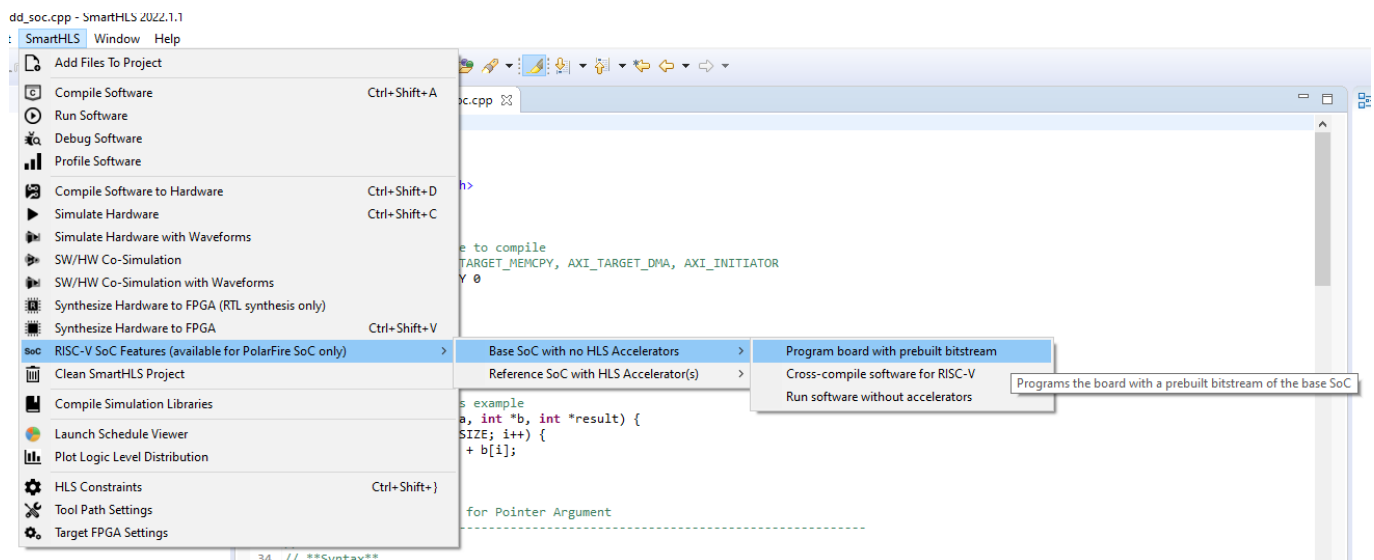 dd_soc.cpp - SmartHLS 2022.1.1
SmartHLS Window Help
Add Files To Project
Compile Software Ctrl+Shift+A
Run Software
Debug Software
Profile Software
Compile Software to Hardware Ctrl+Shift+D
Simulate Hardware Ctrl+Shift+C
Simulate Hardware with Waveforms
SW/HW Co-Simulation
SW/HW Co-Simulation with Waveforms
Synthesize Hardware to FPGA (RTL synthesis only)
Synthesize Hardware to FPGA Ctrl+Shift+V
SoC RISC-V SoC Features (available for PolarFire SoC only)
Clean SmartHLS Project
Compile Simulation Libraries
Launch Schedule Viewer
Plot Logic Level Distribution
HLS Constraints Ctrl+Shift+}
Tool Path Settings
Target FPGA Settings
Base SoC with no HLS Accelerators
Reference SoC with HLS Accelerator(s)
Program board with prebuilt bitstream
Cross-compile software for RISC-V
Run software without accelerators
Programs the board with a prebuilt bitstream of the base SoC
oc.cpp
h>
e to compile
TARGET_MEMCPY, AXI_TARGET_DMA, AXI_INITIATOR
Y 0
s example
a, int *b, int *result) {
SIZE; i++) {
+ b[i];
for Pointer Argument
----------------------------------------------------------
34 // **Syntax**